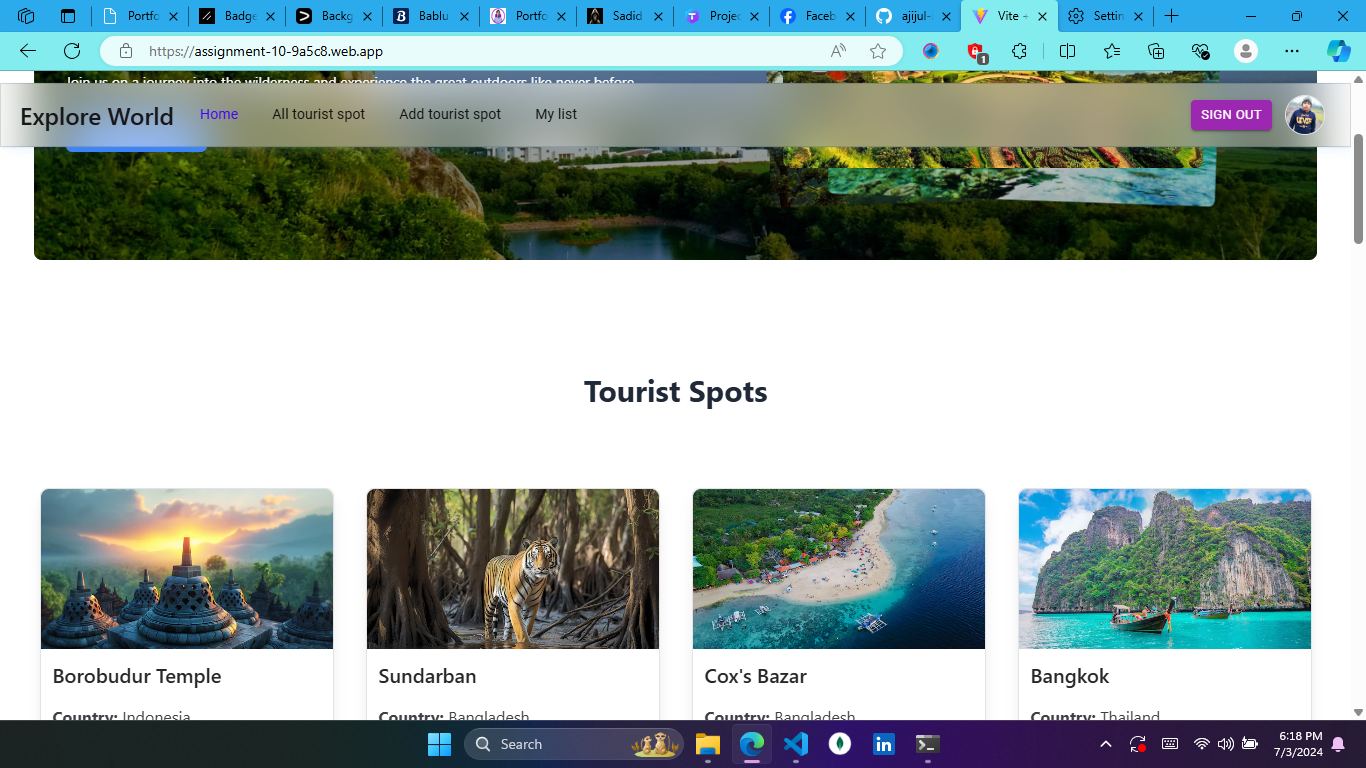 Portfo
Badge
Backg
Bablu
Portfo
Sadid
Projec
Faceb
ajijul-
Vite +
Settin
https://assignment-10-9a5c8.web.app
1
Join us on a journey into the wilderness and experience the great outdoors like never before
Explore World
Home
All tourist spot
Add tourist spot
My list
SIGN OUT
Tourist Spots
Borobudur Temple
Sundarban
Cox's Bazar
Bangkok
Country: Indonesia
Country: Bangladesh
Country: Bangladesh
Country: Thailand
Search
6:18 PM
7/3/2024